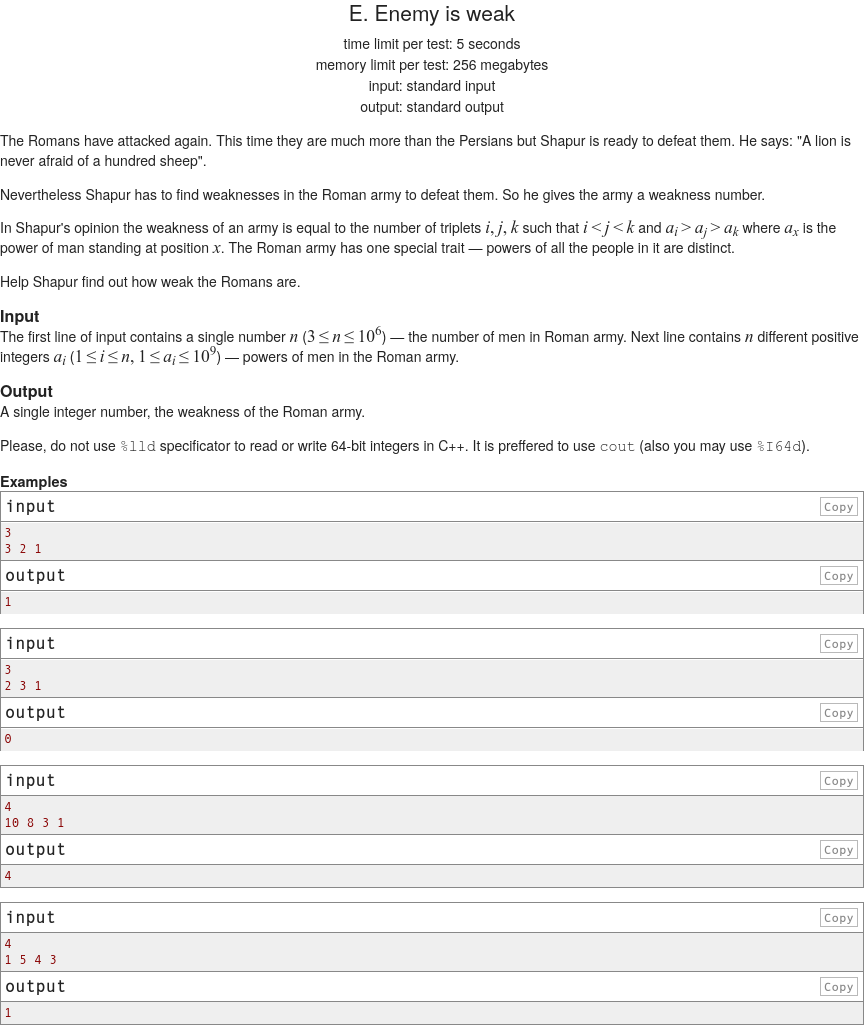 E. Enemy is weak
time limit per test: 5 seconds
memory limit per test: 256 megabytes
input: standard input
output: standard output
The Romans have attacked again. This time they are much more than the Persians but Shapur is ready to defeat them. He says: "A lion is
never afraid of a hundred sheep".
Nevertheless Shapur has to find weaknesses in the Roman army to defeat them. So he gives the army a weakness number.
In Shapur's opinion the weakness of an army is equal to the number of triplets i, j, k such that i < j < k and a_i > a_j > a_k where a_x is the
power of man standing at position x. The Roman army has one special trait — powers of all the people in it are distinct.
Help Shapur find out how weak the Romans are.
Input
The first line of input contains a single number n (3 ≤ n ≤ 10^6) — the number of men in Roman army. Next line contains n different positive
integers a_i (1 ≤ i ≤ n, 1 ≤ a_i ≤ 10^9) — powers of men in the Roman army.
Output
A single integer number, the weakness of the Roman army.
Please, do not use %lld specificator to read or write 64-bit integers in C++. It is preffered to use cout (also you may use %I64d).
Examples
input Copy
3
3 2 1
output Copy
1
input Copy
3
2 3 1
output Copy
0
input Copy
4
10 8 3 1
output Copy
4
input Copy
4
1 5 4 3
output Copy
1